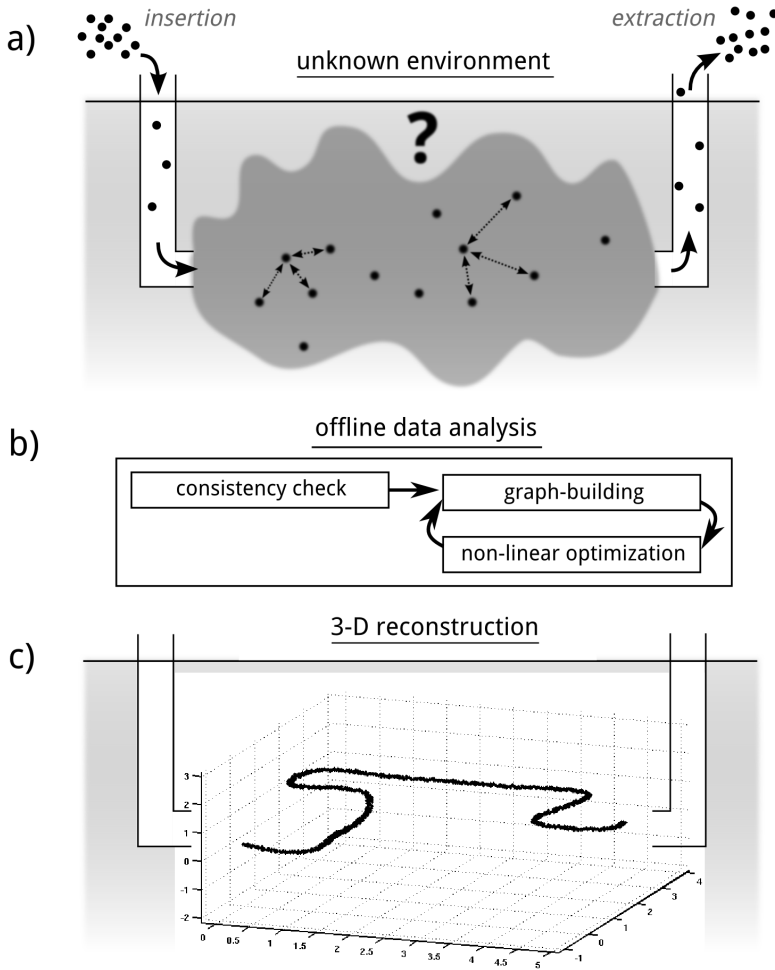 a)
insertion
extraction
unknown environment
?
b)
offline data analysis
consistency check
graph-building
non-linear optimization
c)
3-D reconstruction
3
2
1
0
-1
-2
0
0.5
1
1.5
2
2.5
3
3.5
4
4.5
5
-1
0
1
2
3
4